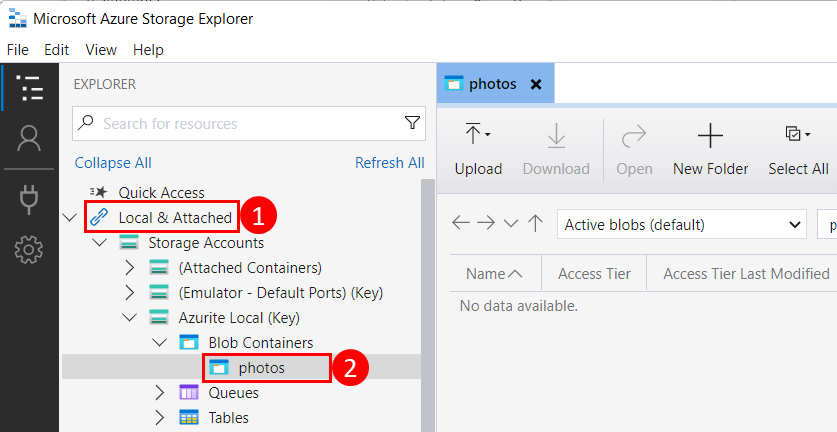 Microsoft Azure Storage Explorer
File Edit View Help
EXPLORER
Search for resources
Collapse All Refresh All
Quick Access
Local & Attached 1
Storage Accounts
(Attached Containers)
(Emulator - Default Ports) (Key)
Azurite Local (Key)
Blob Containers
photos 2
Queues
Tables
photos
Upload Download Open New Folder Select All
Active blobs (default) p
Name Access Tier Access Tier Last Modified
No data available.